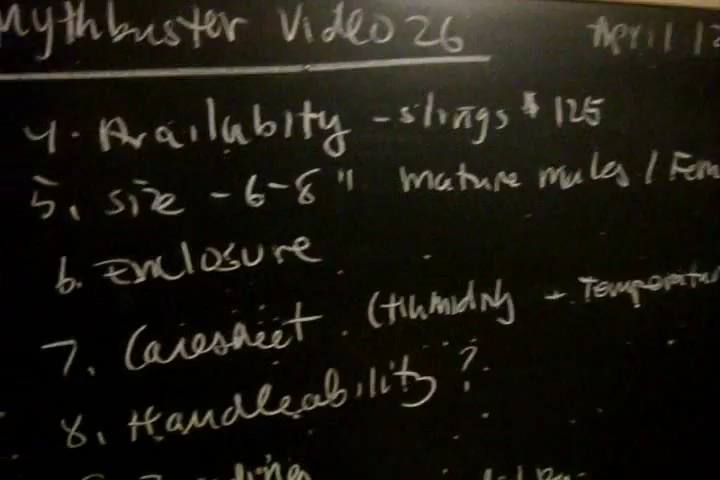 Mythbuster Video 26 April 12
4. Availabity - slings $125
5. size - 6-8" mature males / Fem
6. Enclosure
7. Caresheet. (Humidity + Temperatu
8. Handleability?